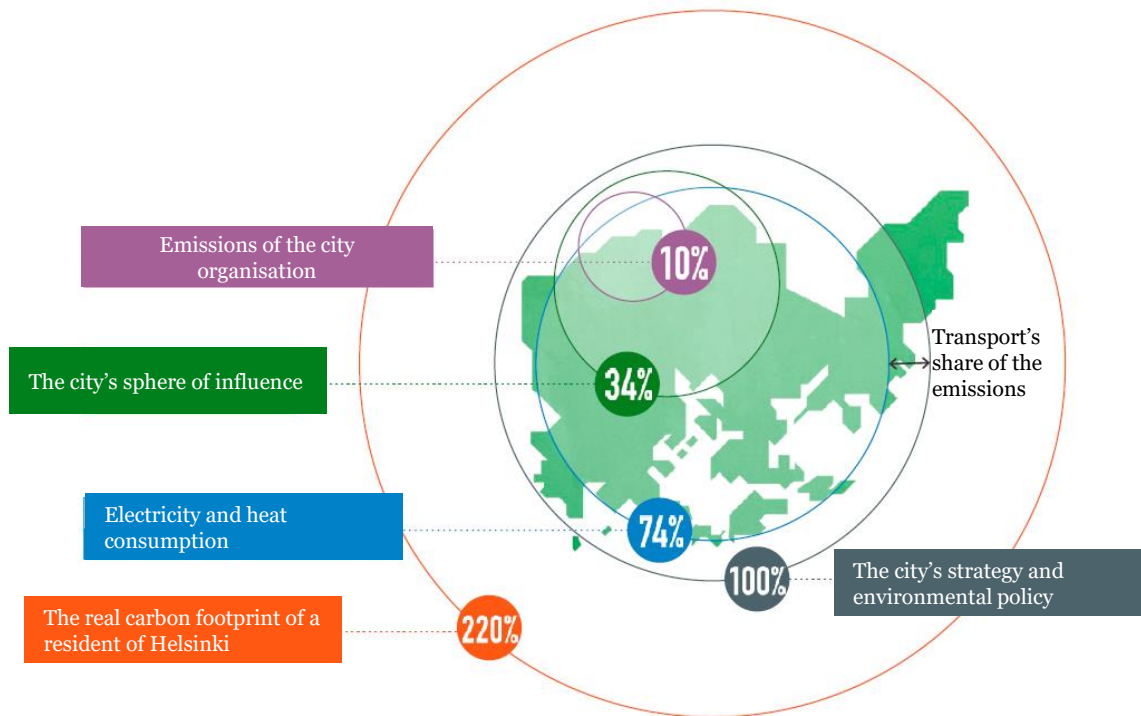 Emissions of the city
organisation
10%
Transport's
share of the
emissions
The city’s sphere of influence
34%
Electricity and heat
consumption
74%
100%
The city’s strategy and
environmental policy
The real carbon footprint of a
resident of Helsinki
220%